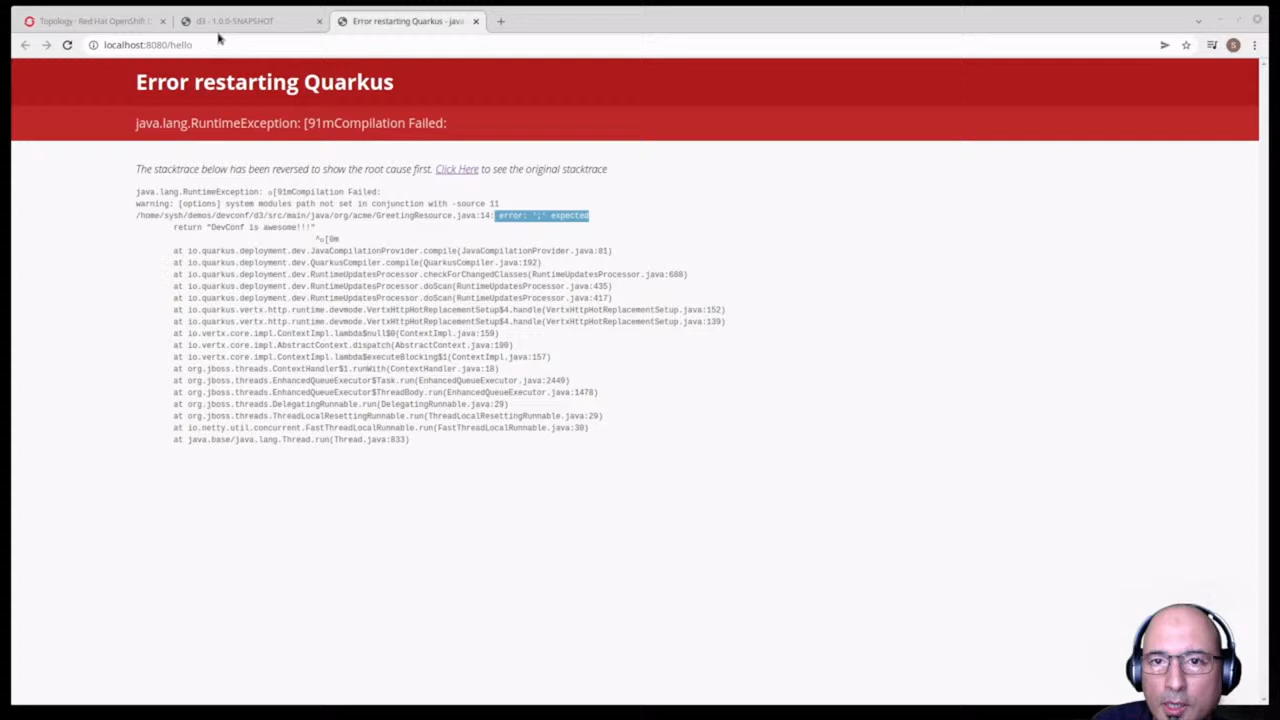 Topology · Red Hat OpenShift
d3 - 1.0.0-SNAPSHOT
Error restarting Quarkus - java
localhost:8080/hello
S
Error restarting Quarkus
java.lang.RuntimeException: [91mCompilation Failed:
The stacktrace below has been reversed to show the root cause first. Click Here to see the original stacktrace
java.lang.RuntimeException: [91mCompilation Failed:
warning: [options] system modules path not set in conjunction with -source 11
/home/sysh/demos/devconf/d3/src/main/java/org/acme/GreetingResource.java:14: error: ';' expected
return "DevConf is awesome!!!"
^[0m
at io.quarkus.deployment.dev.JavaCompilationProvider.compile(JavaCompilationProvider.java:81)
at io.quarkus.deployment.dev.QuarkusCompiler.compile(QuarkusCompiler.java:192)
at io.quarkus.deployment.dev.RuntimeUpdatesProcessor.checkForChangedClasses(RuntimeUpdatesProcessor.java:688)
at io.quarkus.deployment.dev.RuntimeUpdatesProcessor.doScan(RuntimeUpdatesProcessor.java:435)
at io.quarkus.deployment.dev.RuntimeUpdatesProcessor.doScan(RuntimeUpdatesProcessor.java:417)
at io.quarkus.vertx.http.runtime.devmode.VertxHttpHotReplacementSetup$4.handle(VertxHttpHotReplacementSetup.java:152)
at io.quarkus.vertx.http.runtime.devmode.VertxHttpHotReplacementSetup$4.handle(VertxHttpHotReplacementSetup.java:139)
at io.vertx.core.impl.ContextImpl.lambda$null$0(ContextImpl.java:159)
at io.vertx.core.impl.AbstractContext.dispatch(AbstractContext.java:100)
at io.vertx.core.impl.ContextImpl.lambda$executeBlocking$1(ContextImpl.java:157)
at org.jboss.threads.ContextHandler$1.runWith(ContextHandler.java:18)
at org.jboss.threads.EnhancedQueueExecutor$Task.run(EnhancedQueueExecutor.java:2449)
at org.jboss.threads.EnhancedQueueExecutor$ThreadBody.run(EnhancedQueueExecutor.java:1478)
at org.jboss.threads.DelegatingRunnable.run(DelegatingRunnable.java:29)
at org.jboss.threads.ThreadLocalResettingRunnable.run(ThreadLocalResettingRunnable.java:29)
at io.netty.util.concurrent.FastThreadLocalRunnable.run(FastThreadLocalRunnable.java:30)
at java.base/java.lang.Thread.run(Thread.java:833)